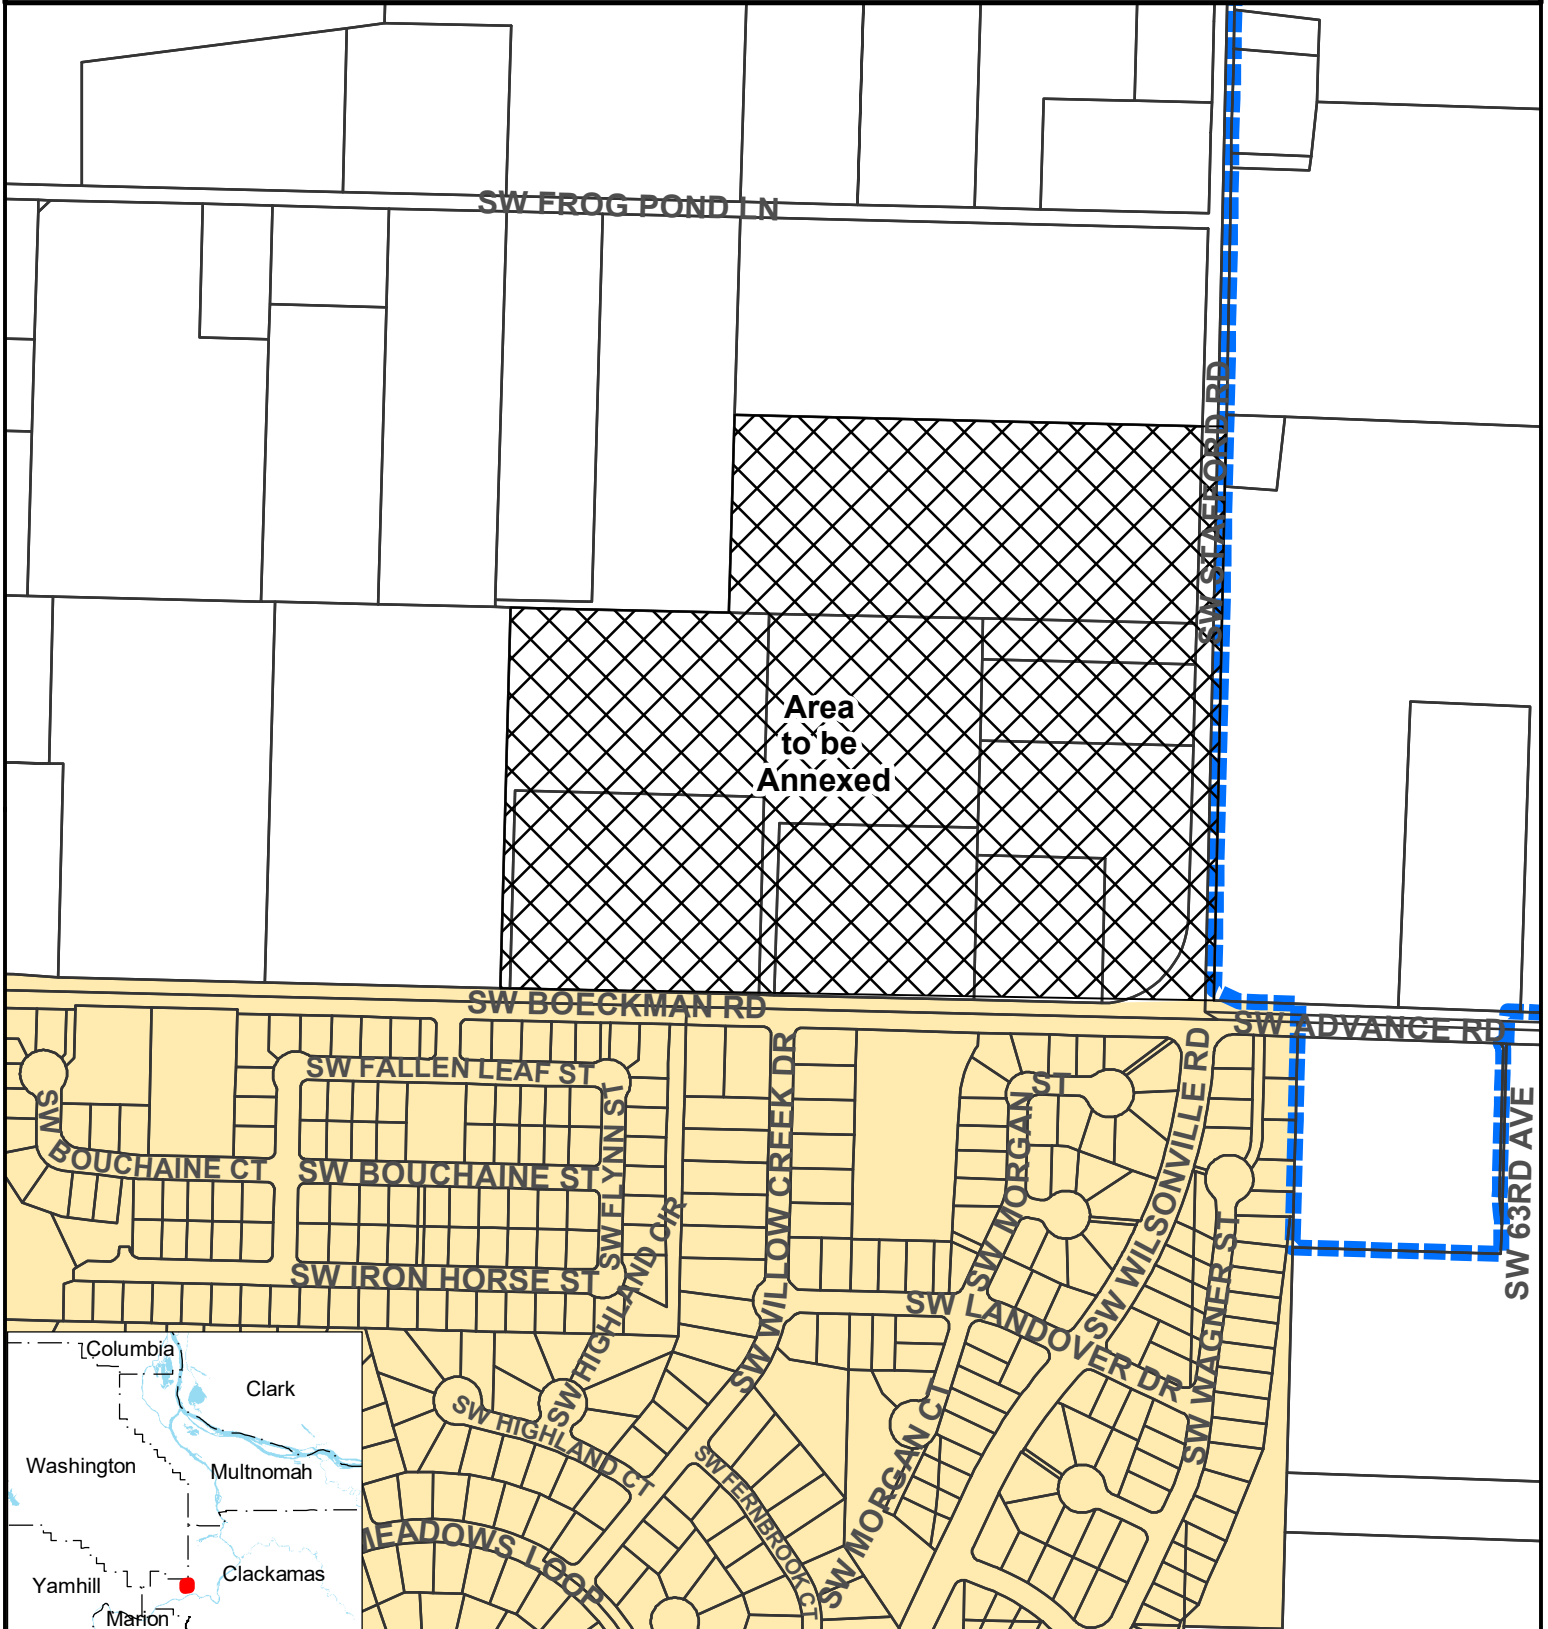 SW FROG POND LN
SW STAFFORD RD
Area
to be
Annexed
SW BOECKMAN RD
SW ADVANCE RD
SW FALLEN LEAF ST
SW
BOUCHAINE CT
SW BOUCHAINE ST
SW FLYNN ST
SW IRON HORSE ST
SW HIGHLAND CIR
SW WILLOW CREEK DR
SW MORGAN ST
SW WILSONVILLE RD
SW WAGNER ST
SW 63RD AVE
SW LANDOVER DR
SW HIGHLAND CT
SW FERNBROOK CT
SW MORGAN CT
MEADOWS LOOP
Columbia
Clark
Washington
Multnomah
Yamhill
Clackamas
Marion